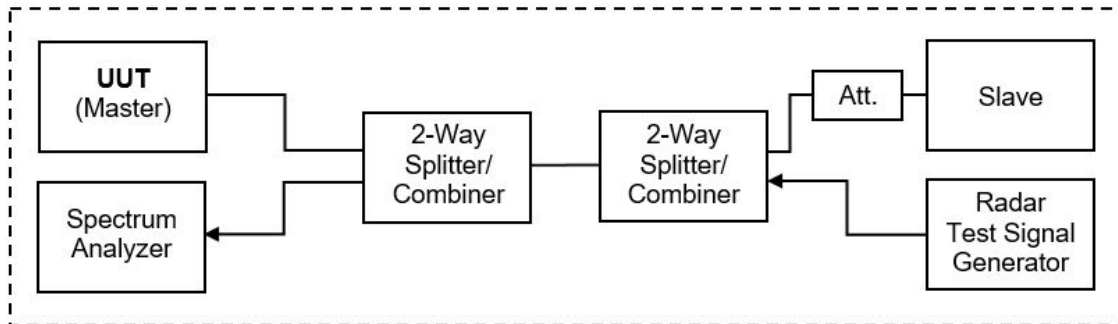 UUT
(Master)
Spectrum
Analyzer
2-Way
Splitter/
Combiner
2-Way
Splitter/
Combiner
Att.
Slave
Radar
Test Signal
Generator